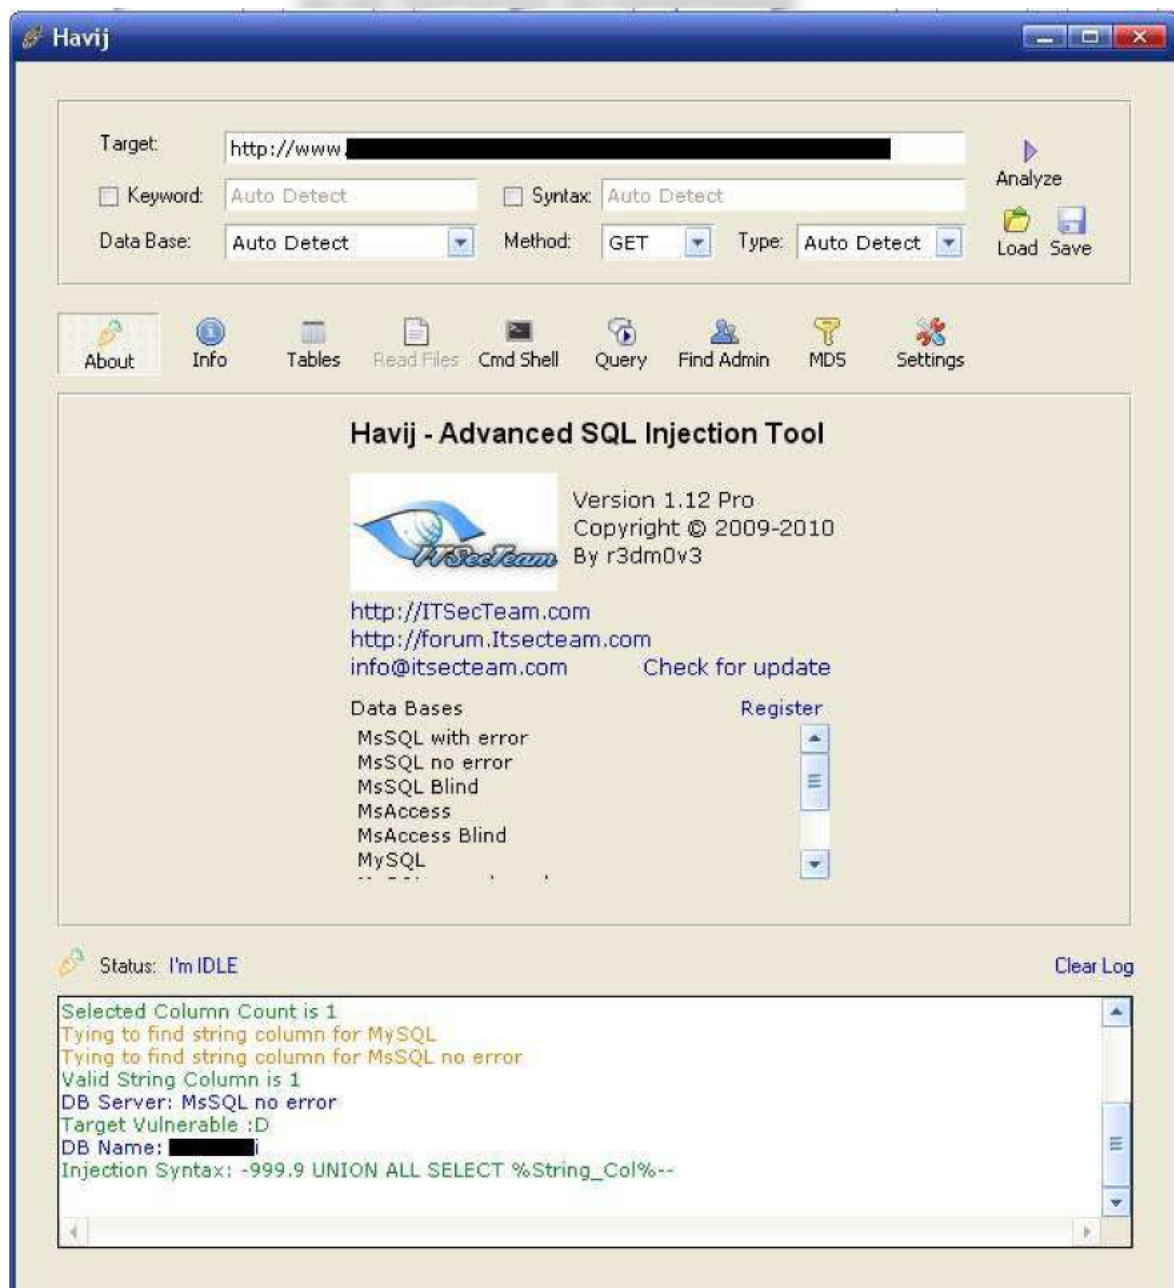 Havij
Target: http://www.
Analyze
Keyword: Auto Detect Syntax: Auto Detect
Data Base: Auto Detect Method: GET Type: Auto Detect
Load Save
About Info Tables Read Files Cmd Shell Query Find Admin MD5 Settings
Havij - Advanced SQL Injection Tool
ITSecTeam
Version 1.12 Pro
Copyright © 2009-2010
By r3dm0v3
http://ITSecTeam.com
http://forum.Itsecteam.com
info@itsecteam.com Check for update
Data Bases Register
MsSQL with error
MsSQL no error
MsSQL Blind
MsAccess
MsAccess Blind
MySQL
Status: I'm IDLE Clear Log
Selected Column Count is 1
Tying to find string column for MySQL
Tying to find string column for MsSQL no error
Valid String Column is 1
DB Server: MsSQL no error
Target Vulnerable :D
DB Name: i
Injection Syntax: -999.9 UNION ALL SELECT %String_Col%--